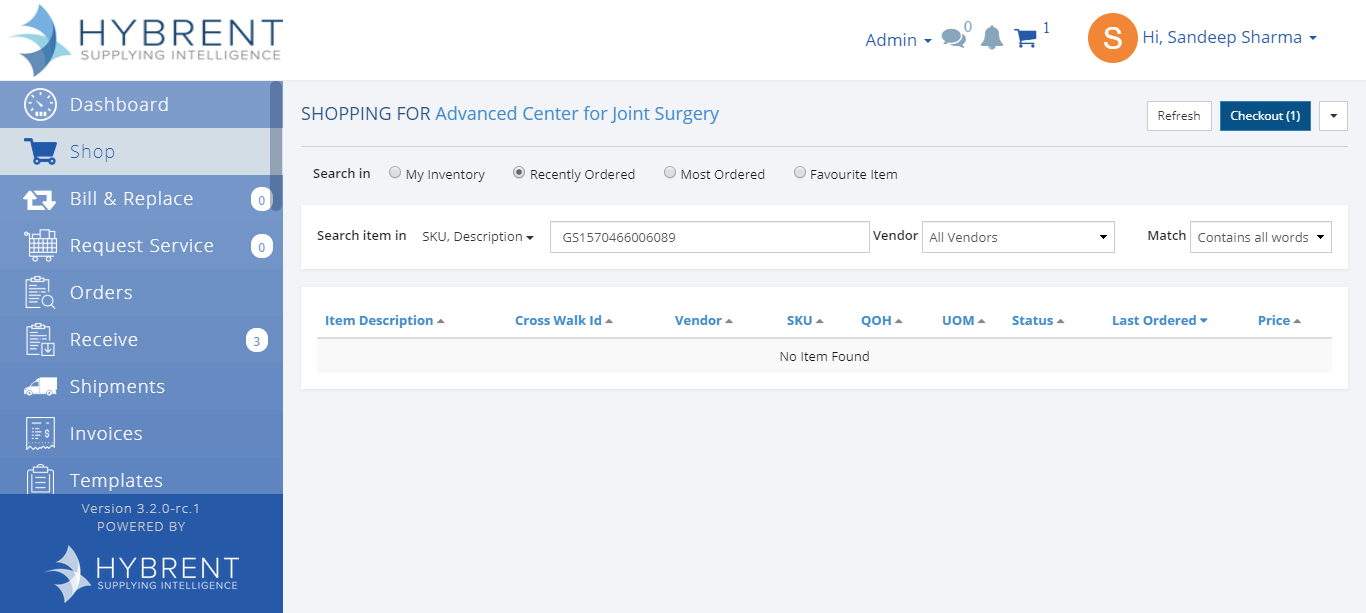 HYBRENT
SUPPLYING INTELLIGENCE
Admin 0 1 S Hi, Sandeep Sharma
Dashboard
Shop
Bill & Replace 0
Request Service 0
Orders
Receive 3
Shipments
Invoices
Templates
Version 3.2.0-rc.1
POWERED BY
HYBRENT
SUPPLYING INTELLIGENCE
SHOPPING FOR Advanced Center for Joint Surgery
Refresh Checkout (1)
Search in My Inventory Recently Ordered Most Ordered Favourite Item
Search item in SKU, Description GS1570466006089 Vendor All Vendors Match Contains all words
Item Description Cross Walk Id Vendor SKU QOH UOM Status Last Ordered Price
No Item Found